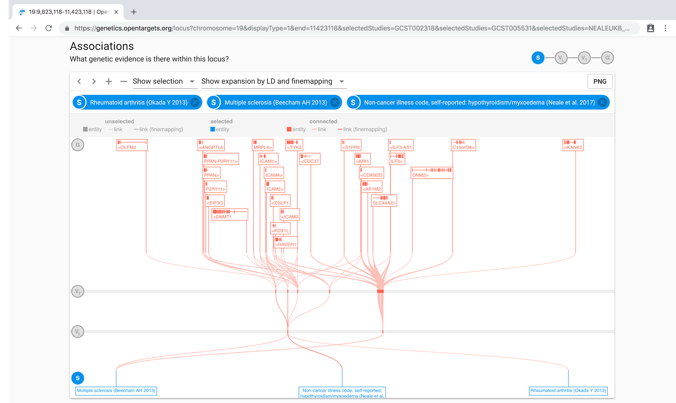 19:9,823,118-11,423,118 | Open
https://genetics.opentargets.org/locus?chromosome=19&displayType=1&end=11423118&selectedStudies=GCST002318&selectedStudies=GCST005531&selectedStudies=NEALEUKB_...
Associations
What genetic evidence is there within this locus?
S
V
V
G
Show selection
Show expansion by LD and finemapping
PNG
S Rheumatoid arthritis (Okada Y 2013)
S Multiple sclerosis (Beecham AH 2013)
S Non-cancer illness code, self-reported: hypothyroidism/myxoedema (Neale et al. 2017)
unselected
selected
connected
entity link link (finemapping)
entity
entity link link (finemapping)
G
<OLFM2
<ANGPTL6
MRPL4>
<TYK2
<S1PR5
<ILF3-AS1
C19orf38>
<KANK2
PPAN-P2RY11>
ICAM1>
<CDC37
<KRI1
ILF3>
PPAN>
ICAM4>
<CDKN2D
DNM2>
P2RY11>
ICAM5>
<AP1M2
<EIF3G
<ZGLP1
SLC44A2>
<DNMT1
ICAM3
<FDX1L
<RAVER1
V
V
S
Multiple sclerosis (Beecham AH 2013)
Non-cancer illness code, self-reported:
hypothyroidism/myxoedema (Neale et al.
Rheumatoid arthritis (Okada Y 2013)